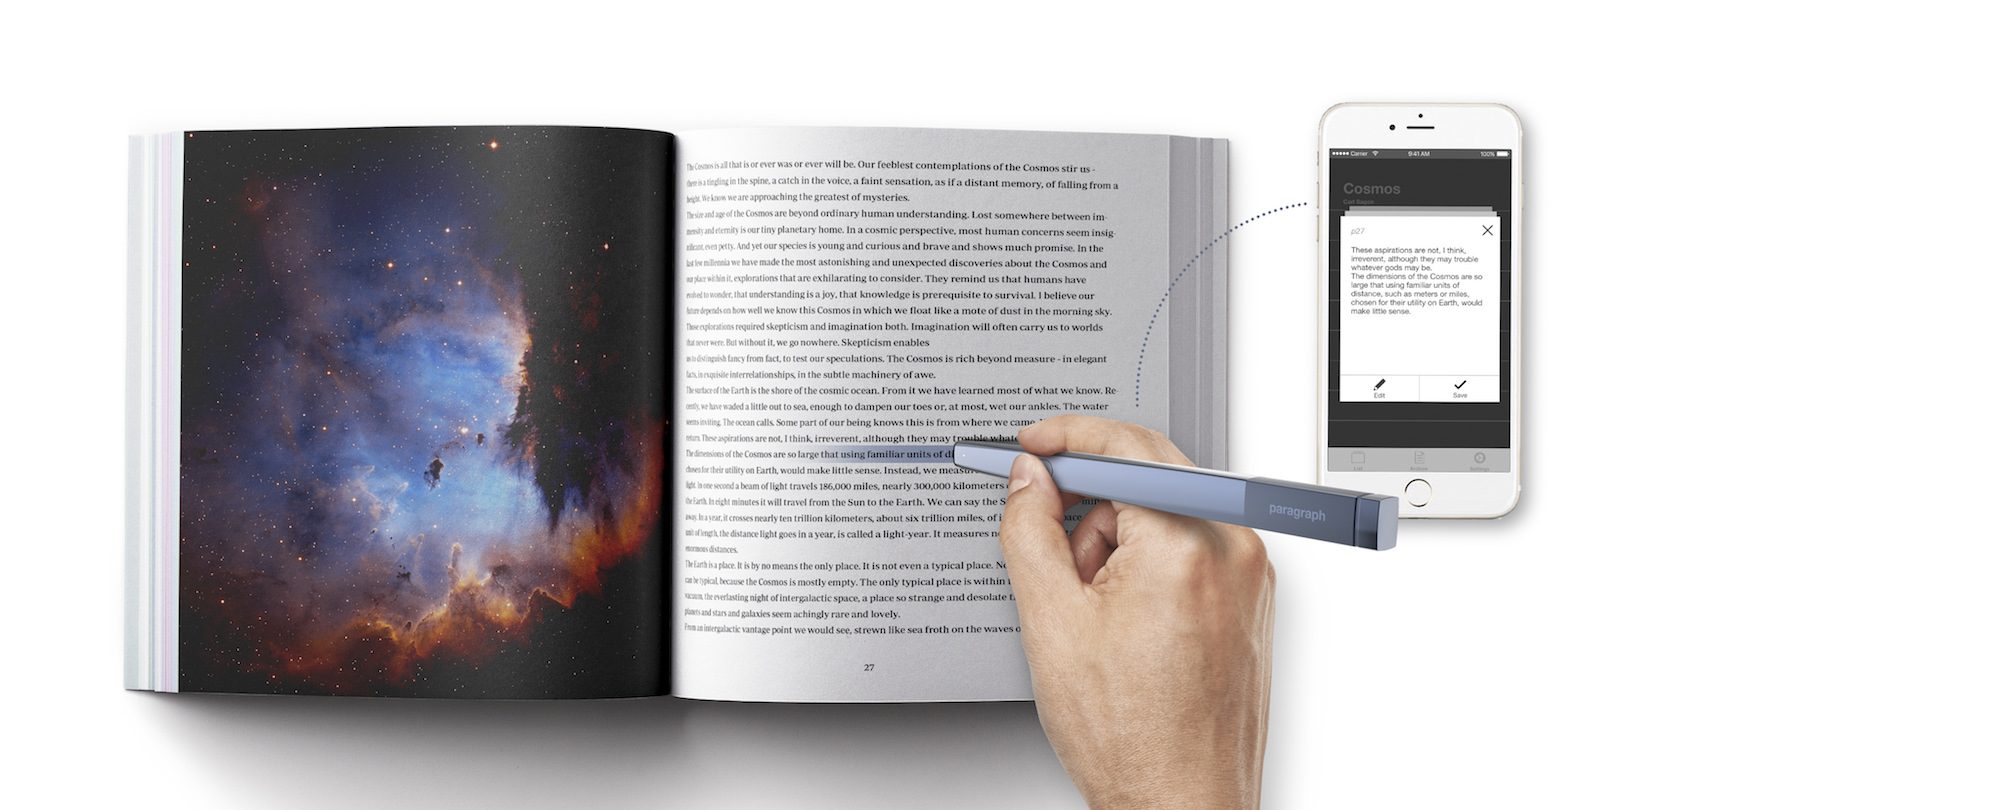 The Cosmos is all that is or ever was or ever will be. Our feeblest contemplations of the Cosmos stir us -
there is a tingling in the spine, a catch in the voice, a faint sensation, as if a distant memory, of falling from a
height. We know we are approaching the greatest of mysteries.
The size and age of the Cosmos are beyond ordinary human understanding. Lost somewhere between im-
mensity and eternity is our tiny planetary home. In a cosmic perspective, most human concerns seem insig-
nificant, even petty. And yet our species is young and curious and brave and shows much promise. In the
last few millennia we have made the most astonishing and unexpected discoveries about the Cosmos and
our place within it, explorations that are exhilarating to consider. They remind us that humans have
evolved to wonder, that understanding is a joy, that knowledge is prerequisite to survival. I believe our
future depends on how well we know this Cosmos in which we float like a mote of dust in the morning sky.
Those explorations required skepticism and imagination both. Imagination will often carry us to worlds
that never were. But without it, we go nowhere. Skepticism enables
us to distinguish fancy from fact, to test our speculations. The Cosmos is rich beyond measure - in elegant
facts, in exquisite interrelationships, in the subtle machinery of awe.
The surface of the Earth is the shore of the cosmic ocean. From it we have learned most of what we know. Re-
cently, we have waded a little out to sea, enough to dampen our toes or, at most, wet our ankles. The water
seems inviting. The ocean calls. Some part of our being knows this is from where we came.
return. These aspirations are not, I think, irreverent, although they may trouble
The dimensions of the Cosmos are so large that using familiar units of
chosen for their utility on Earth, would make little sense. Instead, we
light. In one second a beam of light travels 186,000 miles, nearly 300,000 kilometers
the Earth. In eight minutes it will travel from the Sun to the Earth. We can say the
away. In a year, it crosses nearly ten trillion kilometers, about six trillion miles, of
unit of length, the distance light goes in a year, is called a light-year. It measures
enormous distances.
The Earth is a place. It is by no means the only place. It is not even a typical place.
can be typical, because the Cosmos is mostly empty. The only typical place is within
vacuum, the everlasting night of intergalactic space, a place so strange and desolate
planets and stars and galaxies seem achingly rare and lovely.
From an intergalactic vantage point we would see, strewn like sea froth on the waves
27
paragraph
Carrier 9:41 AM 100%
Cosmos
Carl Sagan
p27
These aspirations are not, I think,
irreverent, although they may trouble
whatever gods may be.
The dimensions of the Cosmos are so
large that using familiar units of
distance, such as meters or miles,
chosen for their utility on Earth, would
make little sense.
Edit Save
List Settings